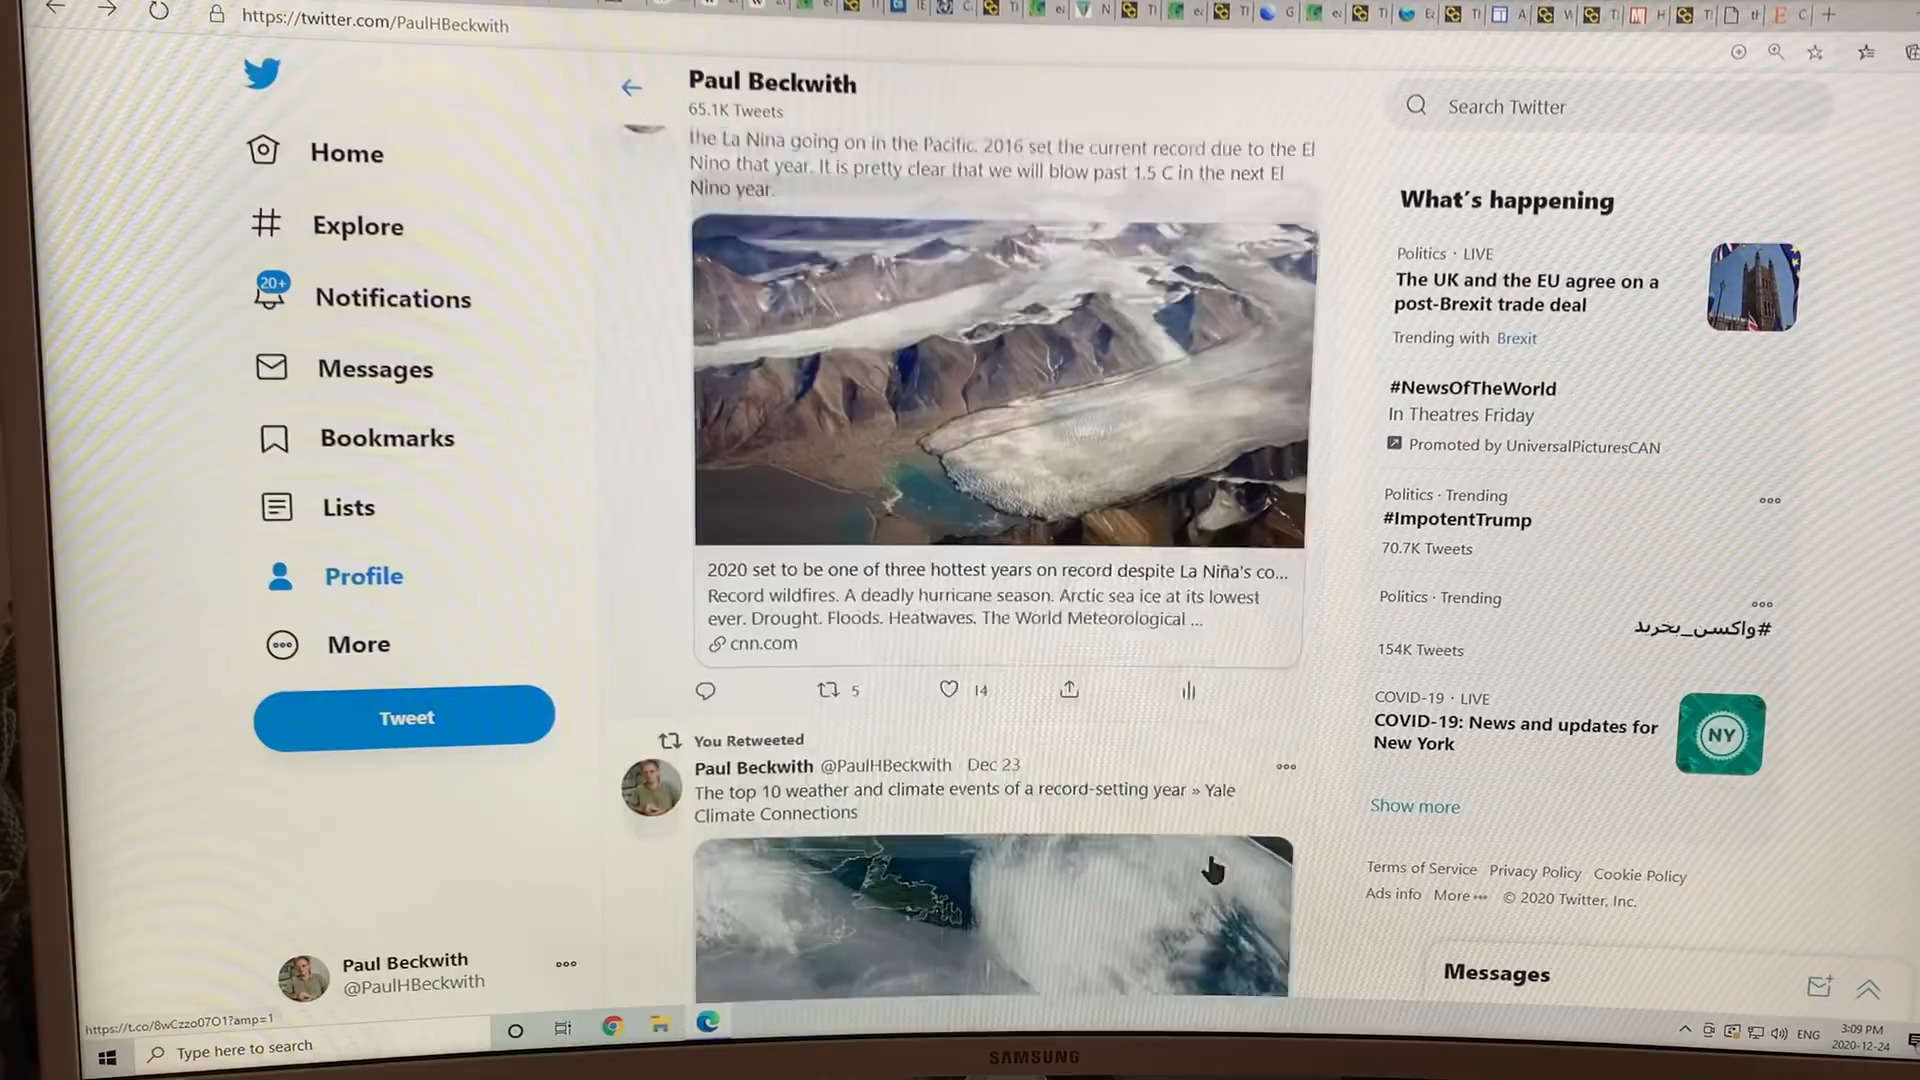 https://twitter.com/PaulHBeckwith
Home
Explore
20+
Notifications
Messages
Bookmarks
Lists
Profile
More
Tweet
Paul Beckwith
@PaulHBeckwith
Paul Beckwith
65.1K Tweets
the La Nina going on in the Pacific. 2016 set the current record due to the El
Nino that year. It is pretty clear that we will blow past 1.5 C in the next El
Nino year.
2020 set to be one of three hottest years on record despite La Niña's co...
Record wildfires. A deadly hurricane season. Arctic sea ice at its lowest
ever. Drought. Floods. Heatwaves. The World Meteorological ...
cnn.com
5
14
You Retweeted
Paul Beckwith @PaulHBeckwith · Dec 23
The top 10 weather and climate events of a record-setting year » Yale
Climate Connections
Search Twitter
What's happening
Politics · LIVE
The UK and the EU agree on a
post-Brexit trade deal
Trending with Brexit
#NewsOfTheWorld
In Theatres Friday
Promoted by UniversalPicturesCAN
Politics · Trending
#ImpotentTrump
70.7K Tweets
Politics · Trending
#واکسن_بخرید
154K Tweets
COVID-19 · LIVE
COVID-19: News and updates for
New York
NY
Show more
Terms of Service Privacy Policy Cookie Policy
Ads info More ··· © 2020 Twitter, Inc.
Messages
https://t.co/8wCzzo07O1?amp=1
Type here to search
ENG
3:09 PM
2020-12-24
SAMSUNG